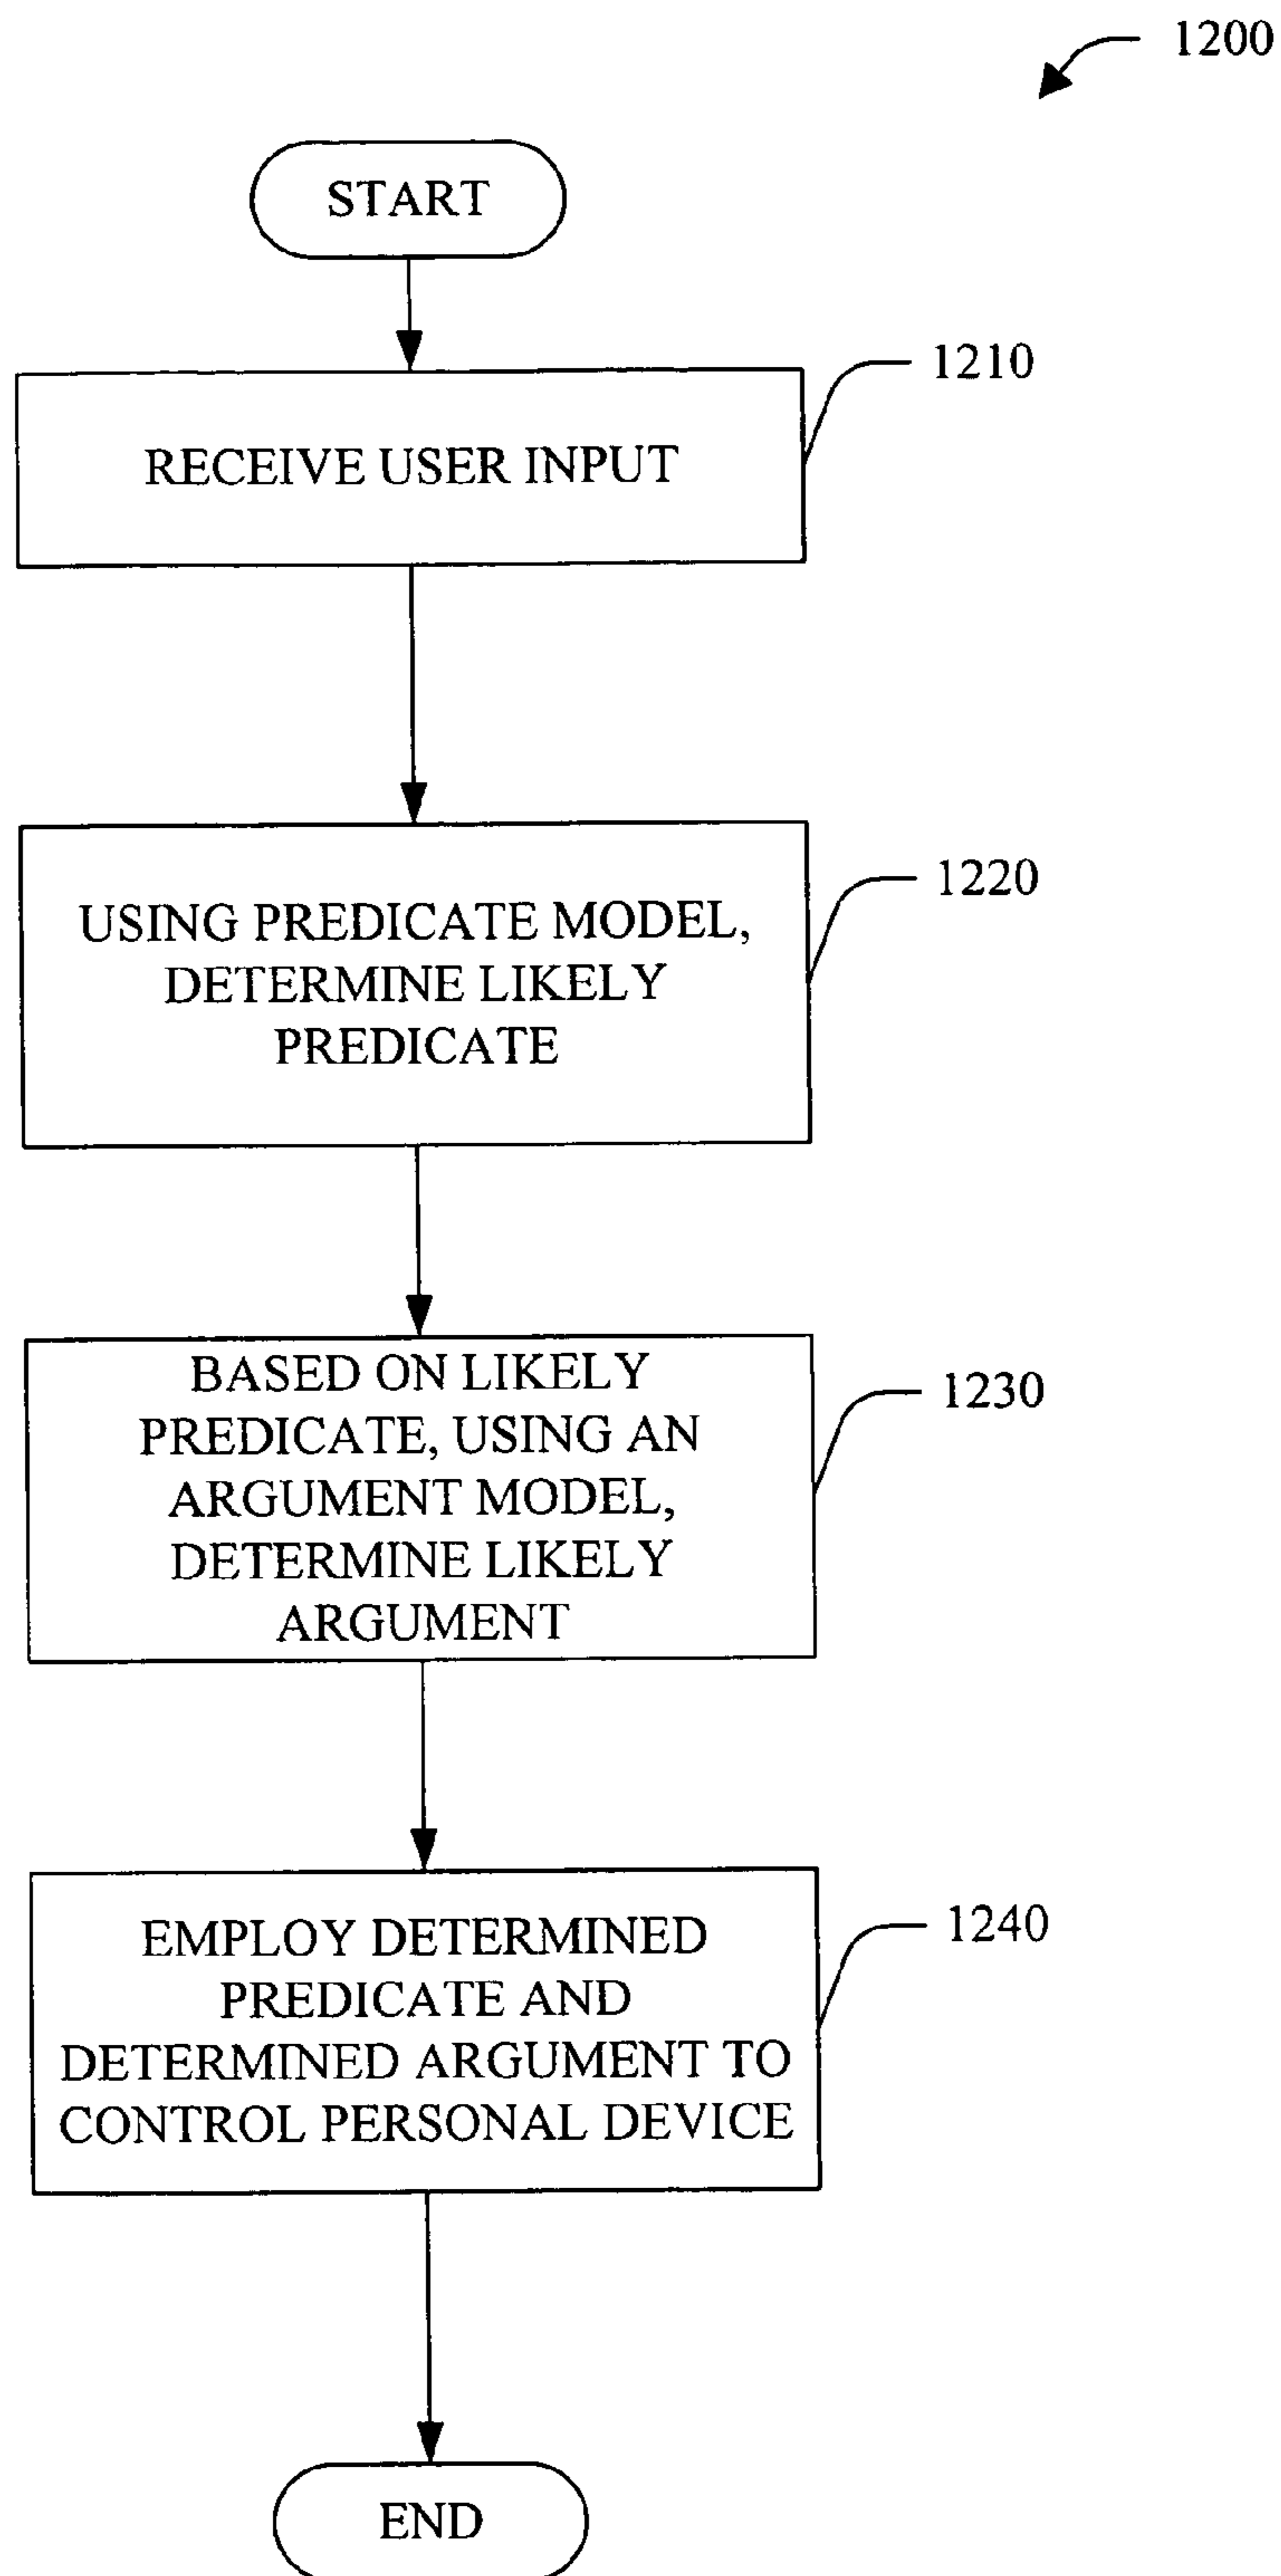 1200
START
1210
RECEIVE USER INPUT
1220
USING PREDICATE MODEL,
DETERMINE LIKELY
PREDICATE
1230
BASED ON LIKELY
PREDICATE, USING AN
ARGUMENT MODEL,
DETERMINE LIKELY
ARGUMENT
1240
EMPLOY DETERMINED
PREDICATE AND
DETERMINED ARGUMENT TO
CONTROL PERSONAL DEVICE
END